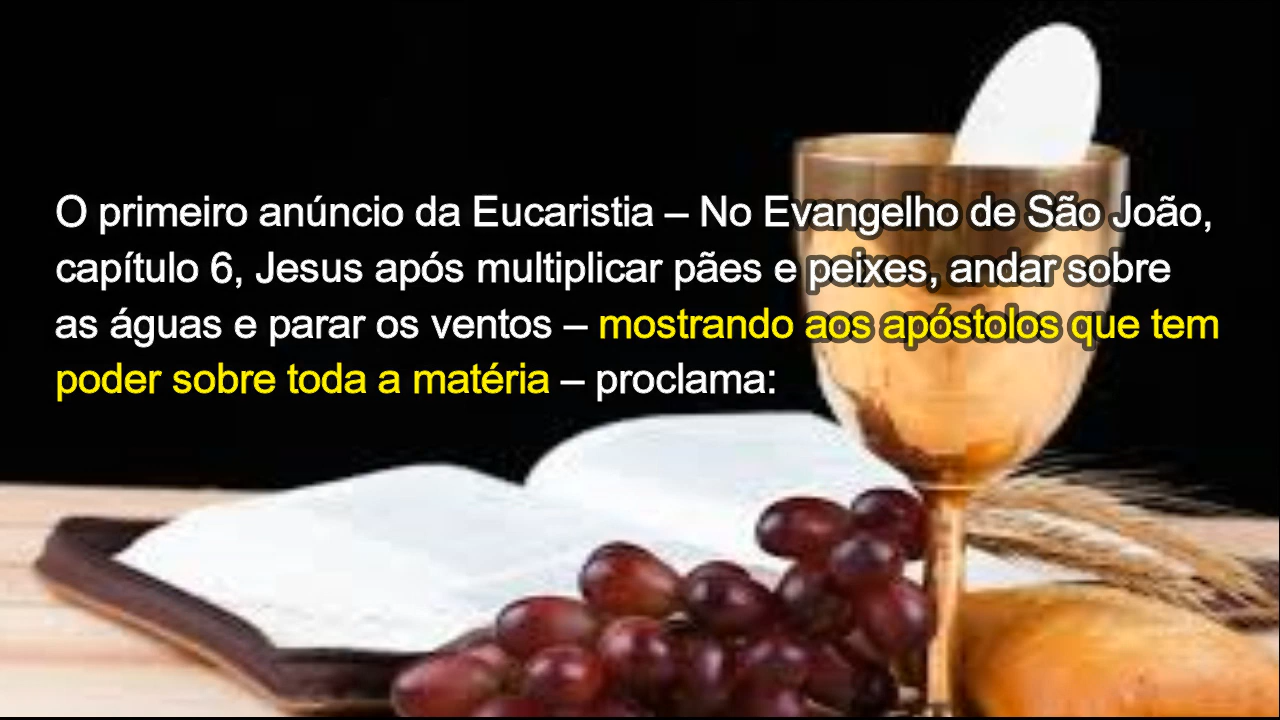 O primeiro anúncio da Eucaristia – No Evangelho de São João,
capítulo 6, Jesus após multiplicar pães e peixes, andar sobre
as águas e parar os ventos – mostrando aos apóstolos que tem
poder sobre toda a matéria – proclama: